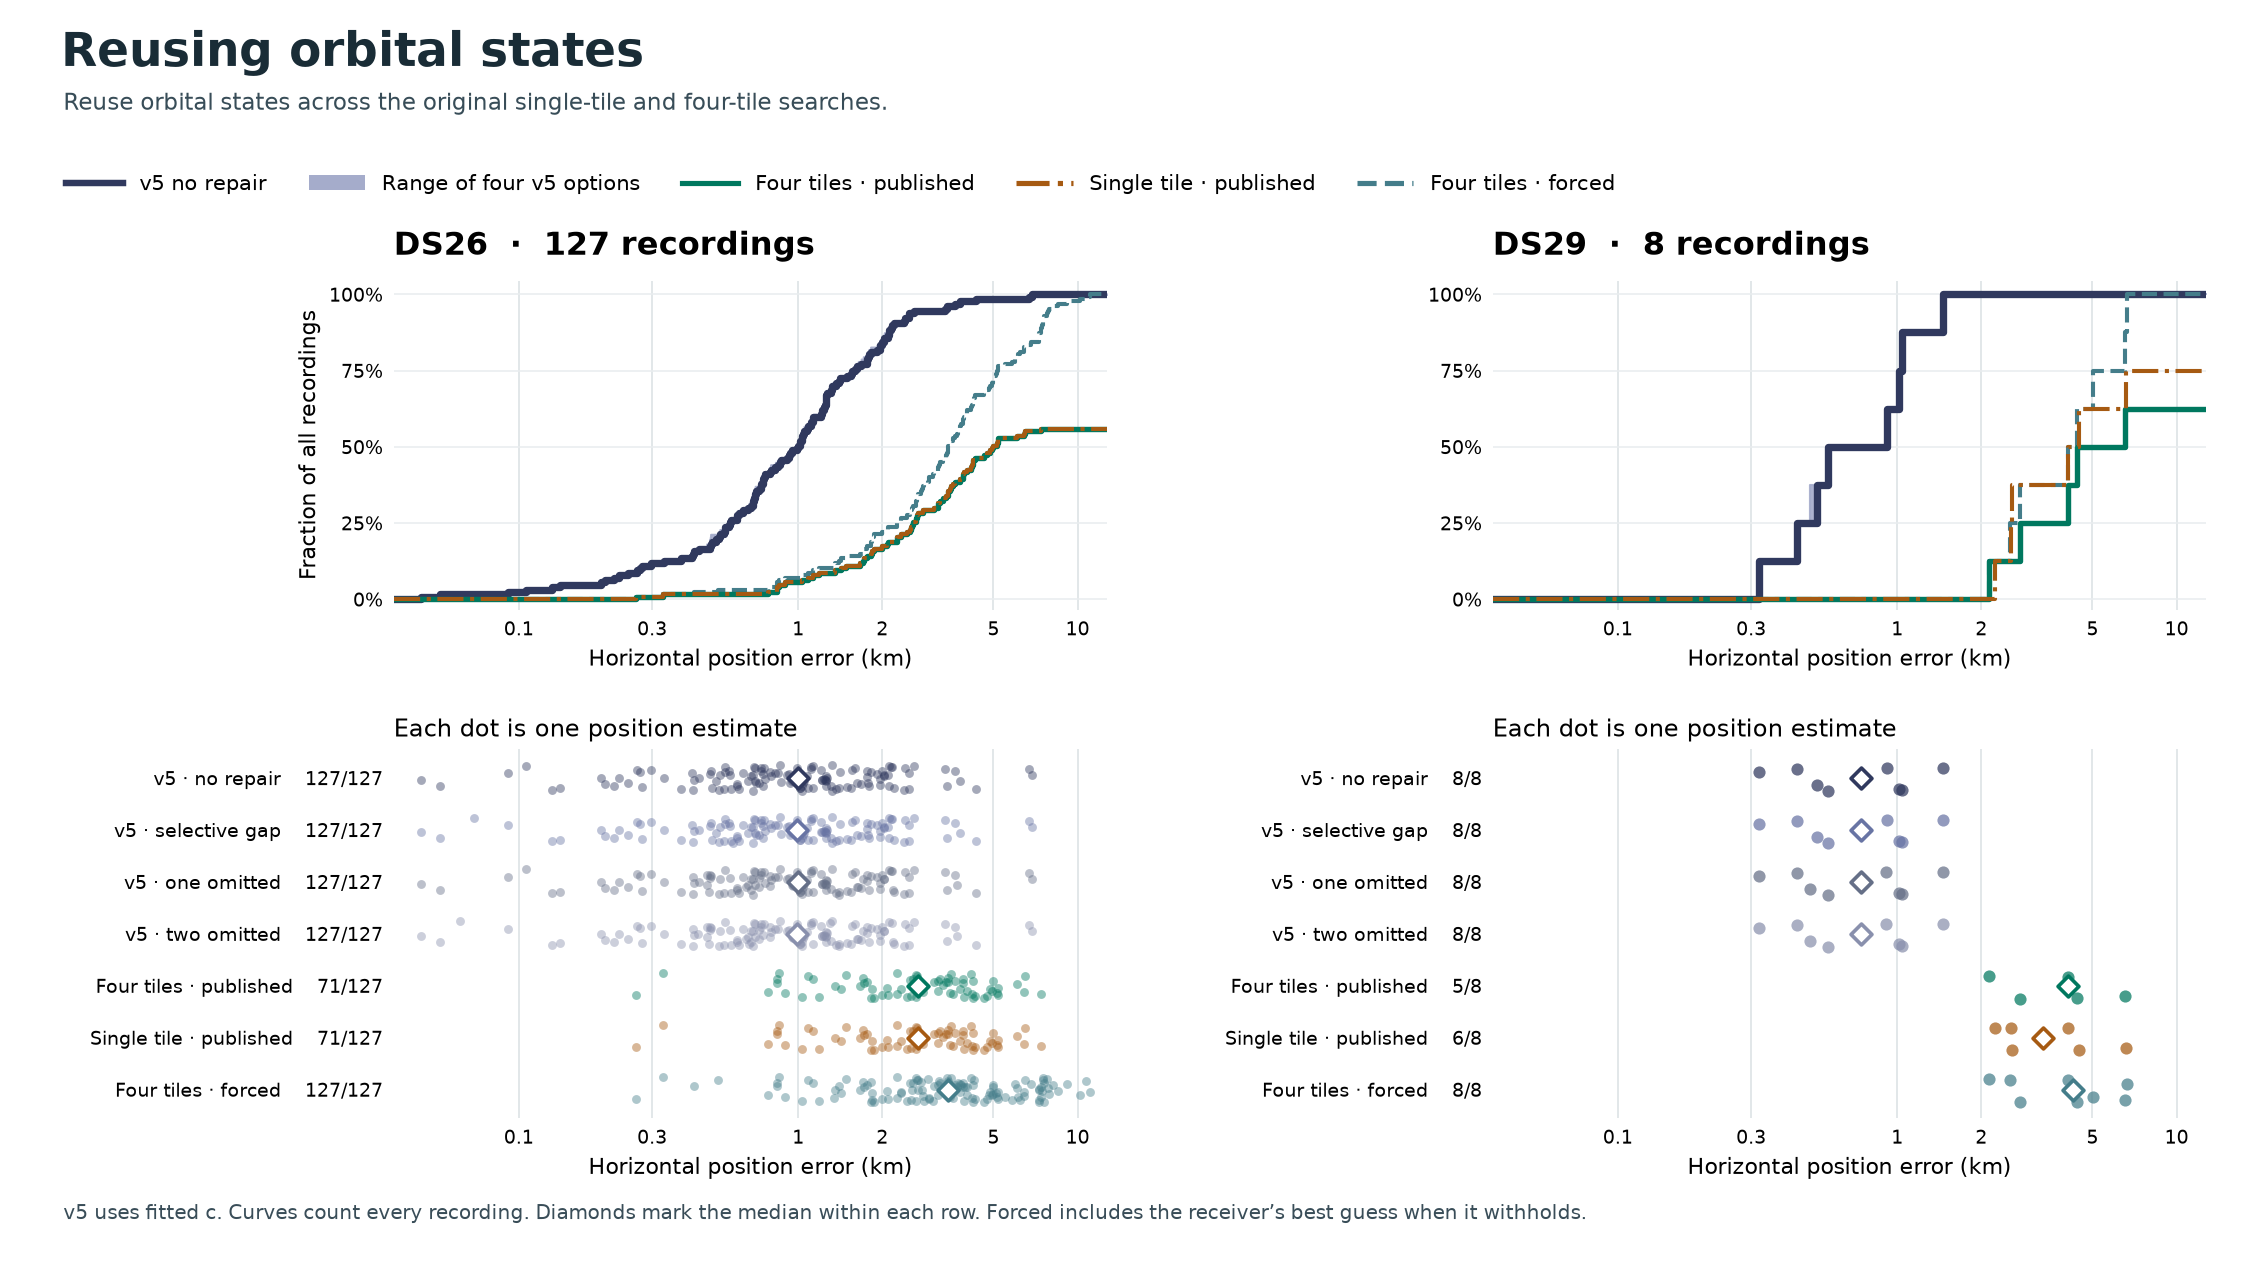 Reusing orbital states
Reuse orbital states across the original single-tile and four-tile searches.
v5 no repair
Range of four v5 options
Four tiles · published
Single tile · published
Four tiles · forced
DS26 · 127 recordings
Fraction of all recordings
100%
75%
50%
25%
0%
0.1 0.3 1 2 5 10
Horizontal position error (km)
DS29 · 8 recordings
100%
75%
50%
25%
0%
0.1 0.3 1 2 5 10
Horizontal position error (km)
Each dot is one position estimate
v5 · no repair 127/127
v5 · selective gap 127/127
v5 · one omitted 127/127
v5 · two omitted 127/127
Four tiles · published 71/127
Single tile · published 71/127
Four tiles · forced 127/127
0.1 0.3 1 2 5 10
Horizontal position error (km)
Each dot is one position estimate
v5 · no repair 8/8
v5 · selective gap 8/8
v5 · one omitted 8/8
v5 · two omitted 8/8
Four tiles · published 5/8
Single tile · published 6/8
Four tiles · forced 8/8
0.1 0.3 1 2 5 10
Horizontal position error (km)
v5 uses fitted c. Curves count every recording. Diamonds mark the median within each row. Forced includes the receiver’s best guess when it withholds.